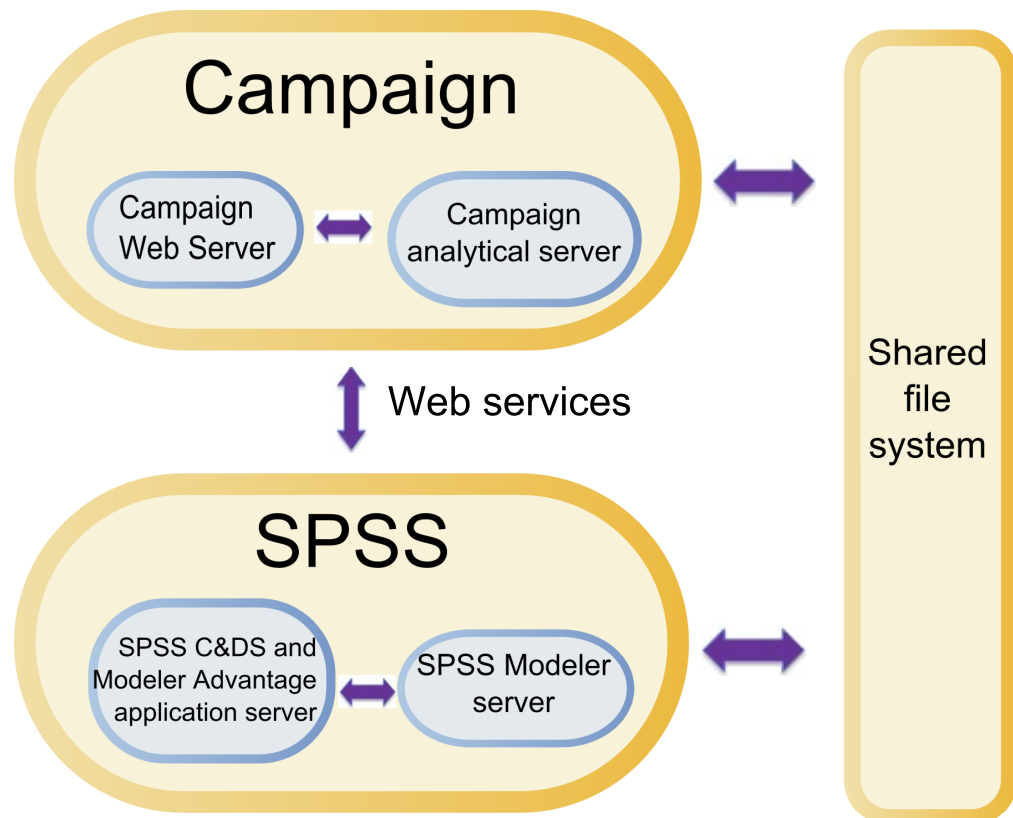 Campaign
Campaign
Web Server
Campaign
analytical server
Web services
SPSS
SPSS C&DS and
Modeler Advantage
application server
SPSS Modeler
server
Shared
file
system